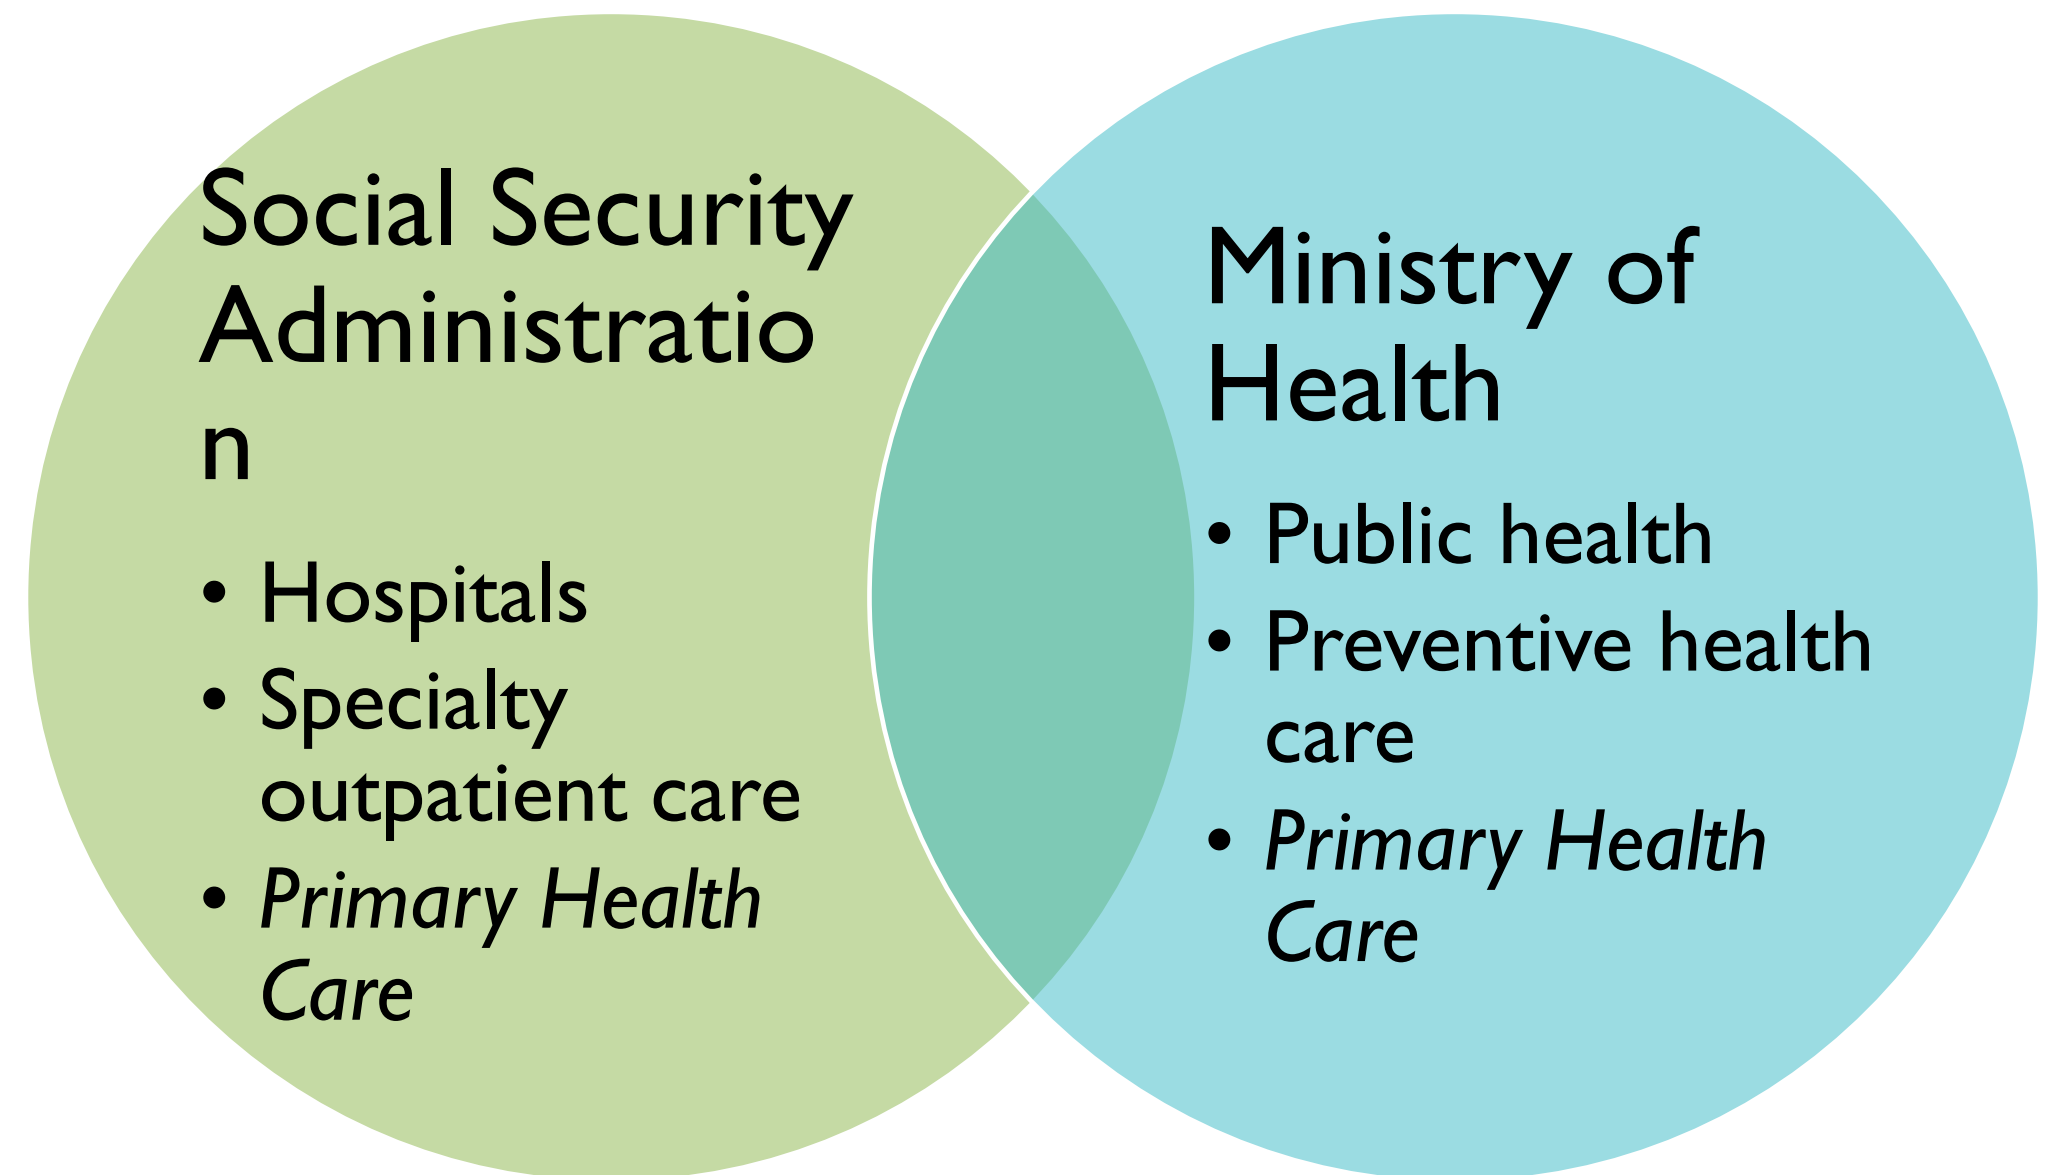 Social Security
Administratio
n
• Hospitals
• Specialty
outpatient care
• Primary Health
Care
Ministry of
Health
• Public health
• Preventive health
care
• Primary Health
Care